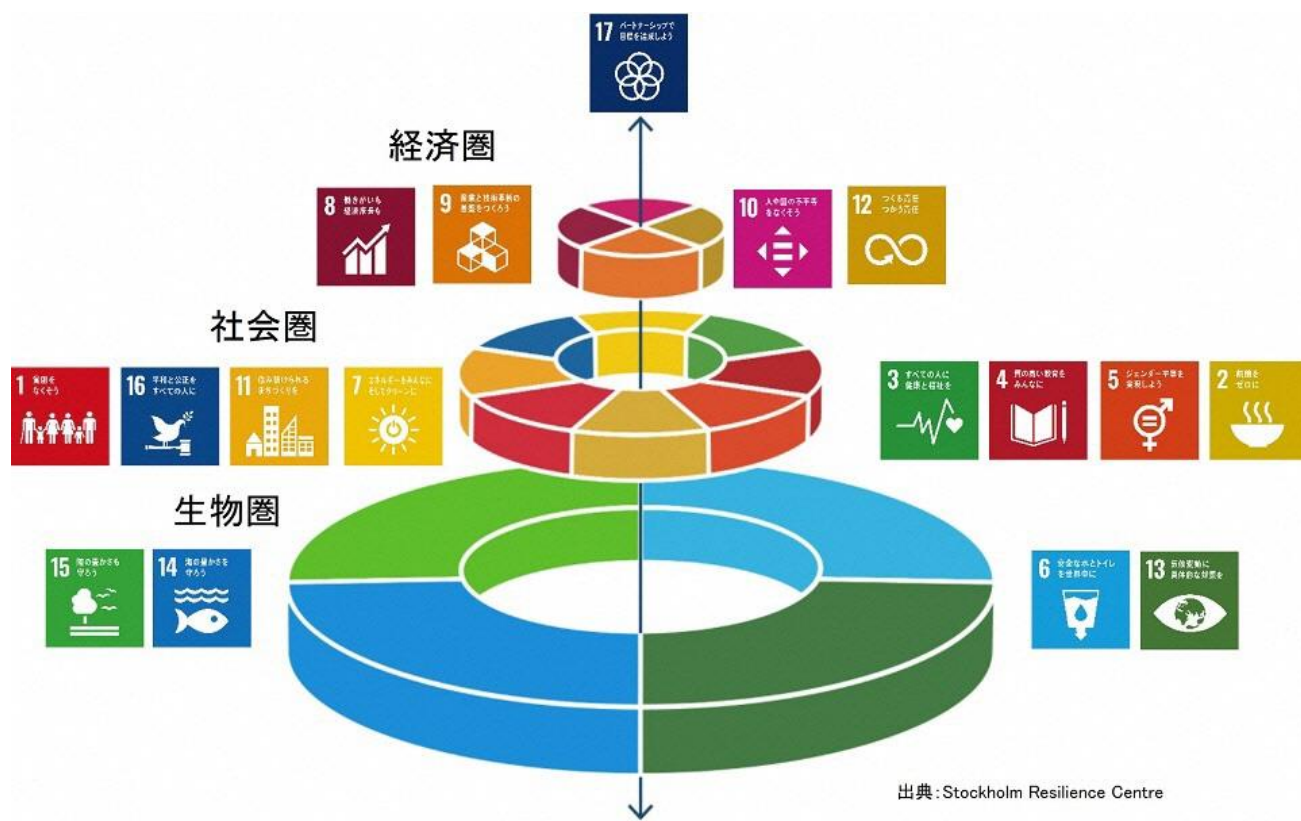 17 パートナーシップで
目標を達成しよう
経済圏
8 働きがいも
経済成長も
9 産業と技術革新の
基盤をつくろう
10 人や国の不平等
をなくそう
12 つくる責任
つかう責任
社会圏
1 貧困を
なくそう
16 平和と公正を
すべての人に
11 住み続けられる
まちづくりを
7 エネルギーをみんなに
そしてクリーンに
3 すべての人に
健康と福祉を
4 質の高い教育を
みんなに
5 ジェンダー平等を
実現しよう
2 飢餓を
ゼロに
生物圏
15 の豊かさも
守ろう
14 海の豊かさを
守ろう
6 安全な水とトイレ
を世界中に
13 気候変動に
具体的な対策を
出典:Stockholm Resilience Centre